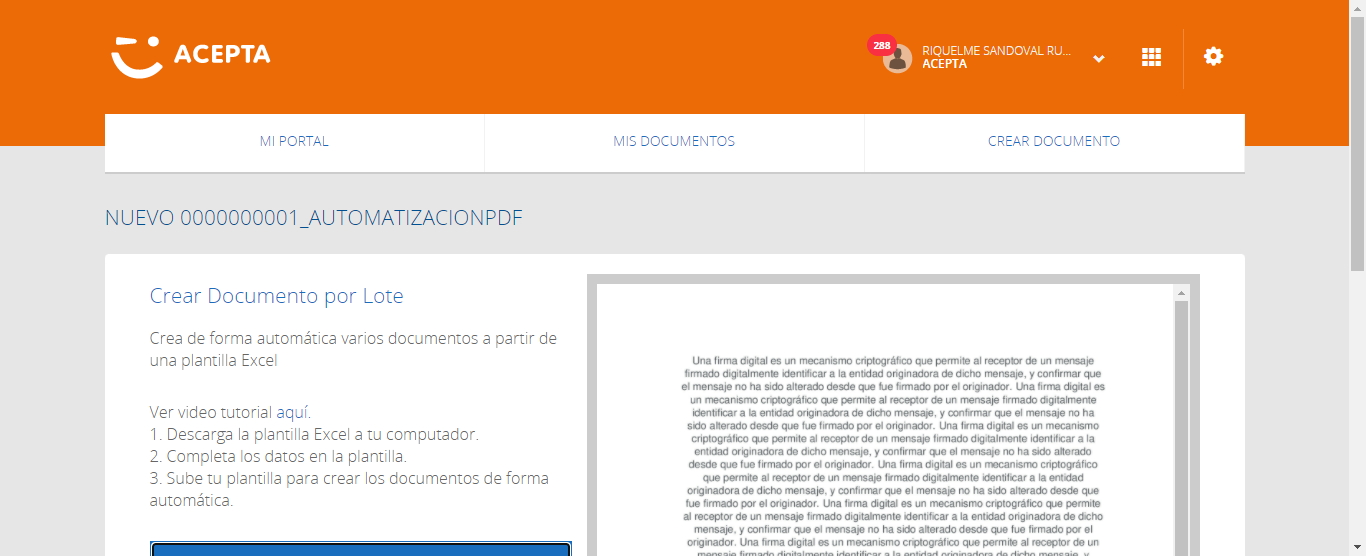 ACEPTA
288
RIQUELME SANDOVAL RU...
ACEPTA
MI PORTAL
MIS DOCUMENTOS
CREAR DOCUMENTO
NUEVO 0000000001_AUTOMATIZACIONPDF
Crear Documento por Lote
Crea de forma automática varios documentos a partir de
una plantilla Excel
Ver video tutorial aquí.
1. Descarga la plantilla Excel a tu computador.
2. Completa los datos en la plantilla.
3. Sube tu plantilla para crear los documentos de forma
automática.
Una firma digital es un mecanismo criptográfico que permite al receptor de un mensaje
firmado digitalmente identificar a la entidad originadora de dicho mensaje, y confirmar que
el mensaje no ha sido alterado desde que fue firmado por el originador. Una firma digital es
un mecanismo criptográfico que permite al receptor de un mensaje firmado digitalmente
identificar a la entidad originadora de dicho mensaje, y confirmar que el mensaje no ha
sido alterado desde que fue firmado por el originador. Una firma digital es un mecanismo
criptográfico que permite al receptor de un mensaje firmado digitalmente identificar a la
entidad originadora de dicho mensaje, y confirmar que el mensaje no ha sido alterado
desde que fue firmado por el originador. Una firma digital es un mecanismo criptográfico
que permite al receptor de un mensaje firmado digitalmente identificar a la entidad
originadora de dicho mensaje, y confirmar que el mensaje no ha sido alterado desde que
fue firmado por el originador. Una firma digital es un mecanismo criptográfico que permite
al receptor de un mensaje firmado digitalmente identificar a la entidad originadora de dicho
mensaje, y confirmar que el mensaje no ha sido alterado desde que fue firmado por el
originador. Una firma digital es un mecanismo criptográfico que permite al receptor de un
mensaje firmado digitalmente identificar a la entidad originadora de dicho mensaje, y